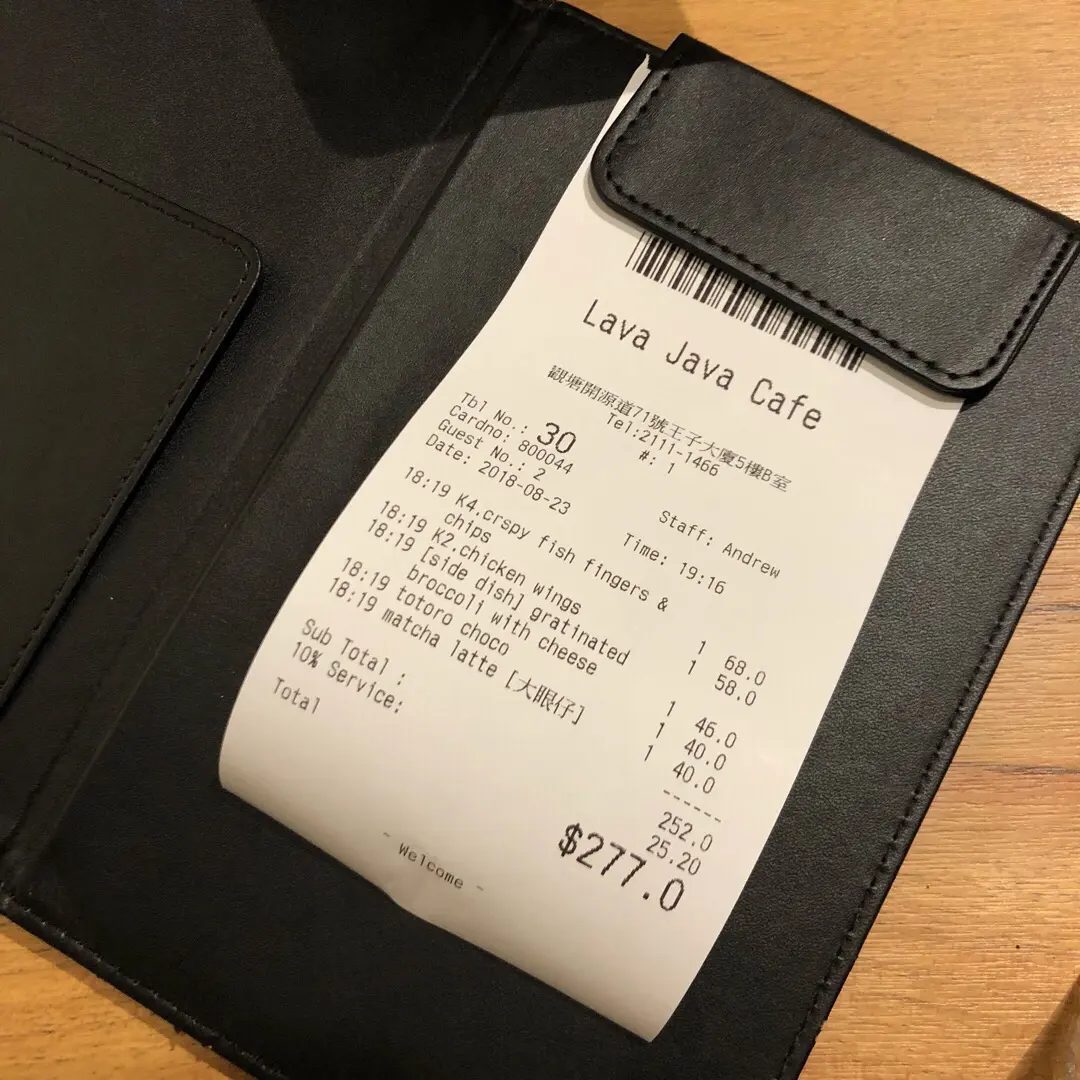 Lava Java Cafe
觀塘開源道71號王子大廈5樓B室
Tel:2111-1466
Tbl No.: 30 #: 1
Cardno: 800044
Guest No.: 2 Staff: Andrew
Date: 2018-08-23 Time: 19:16
18:19 K4.crspy fish fingers &
chips 1 68.0
18:19 K2.chicken wings 1 58.0
18:19 [side dish] gratinated
broccoli with cheese 1 46.0
18:19 totoro choco 1 40.0
18:19 matcha latte [大眼仔] 1 40.0
------
Sub Total : 252.0
10% Service: 25.20
Total $277.0
- Welcome -